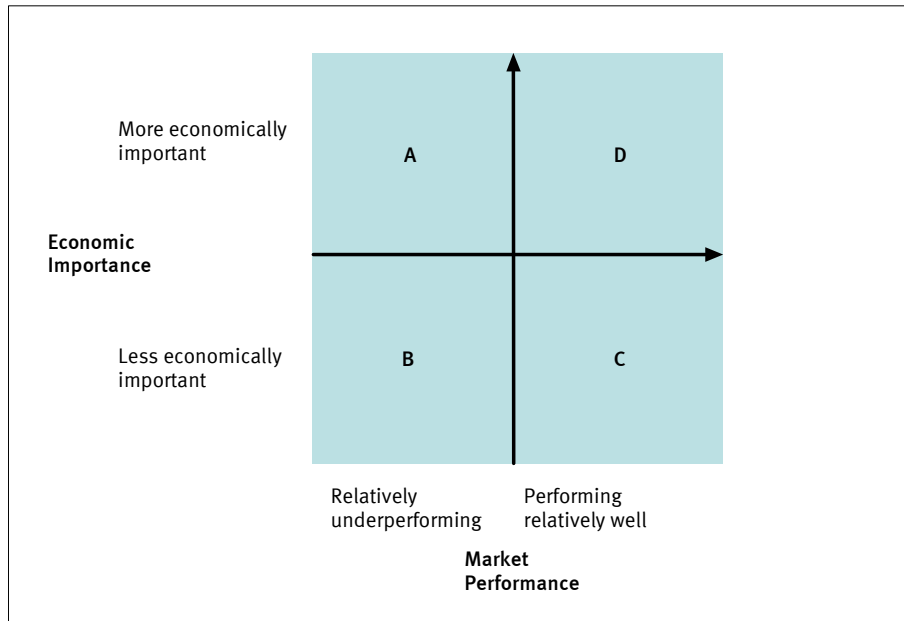 More economically
important
A
D
Economic
Importance
Less economically
important
B
C
Relatively
underperforming
Performing
relatively well
Market
Performance